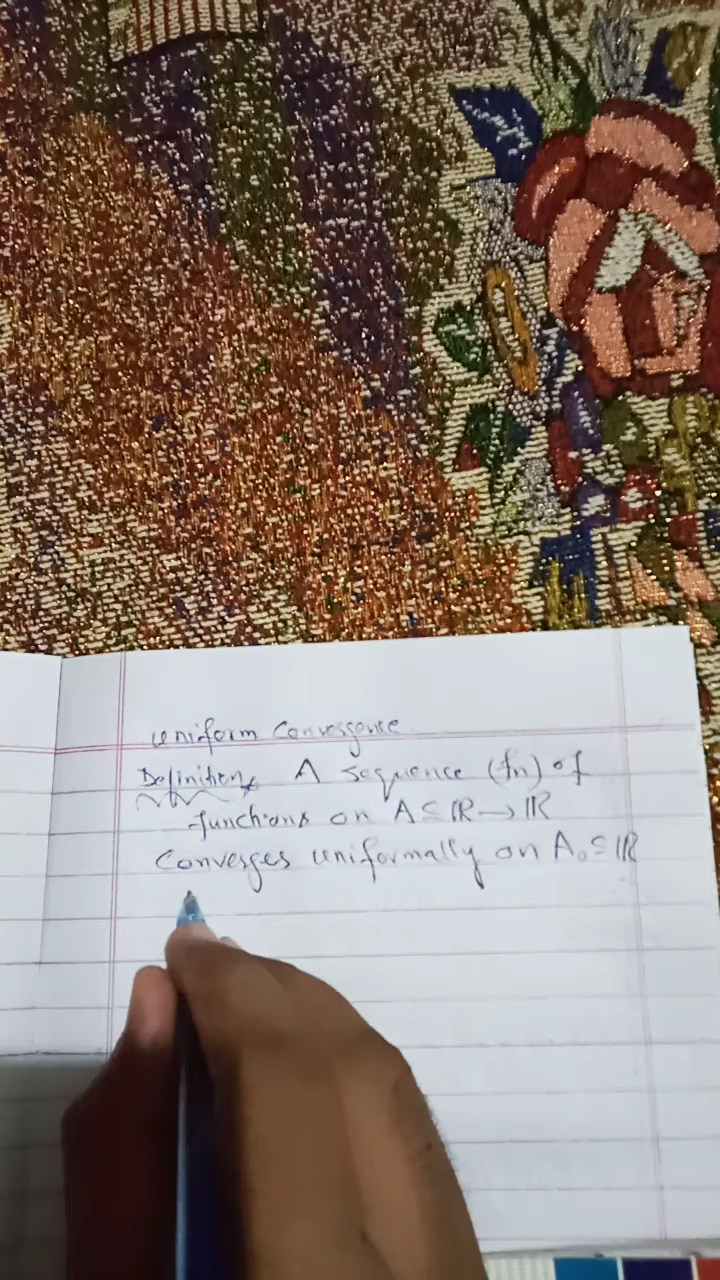 Uniform Convergence
Definition, A sequence (fn) of
functions on A ⊆ ℝ → ℝ
Converges uniformally on A₀ ⊆ ℝ